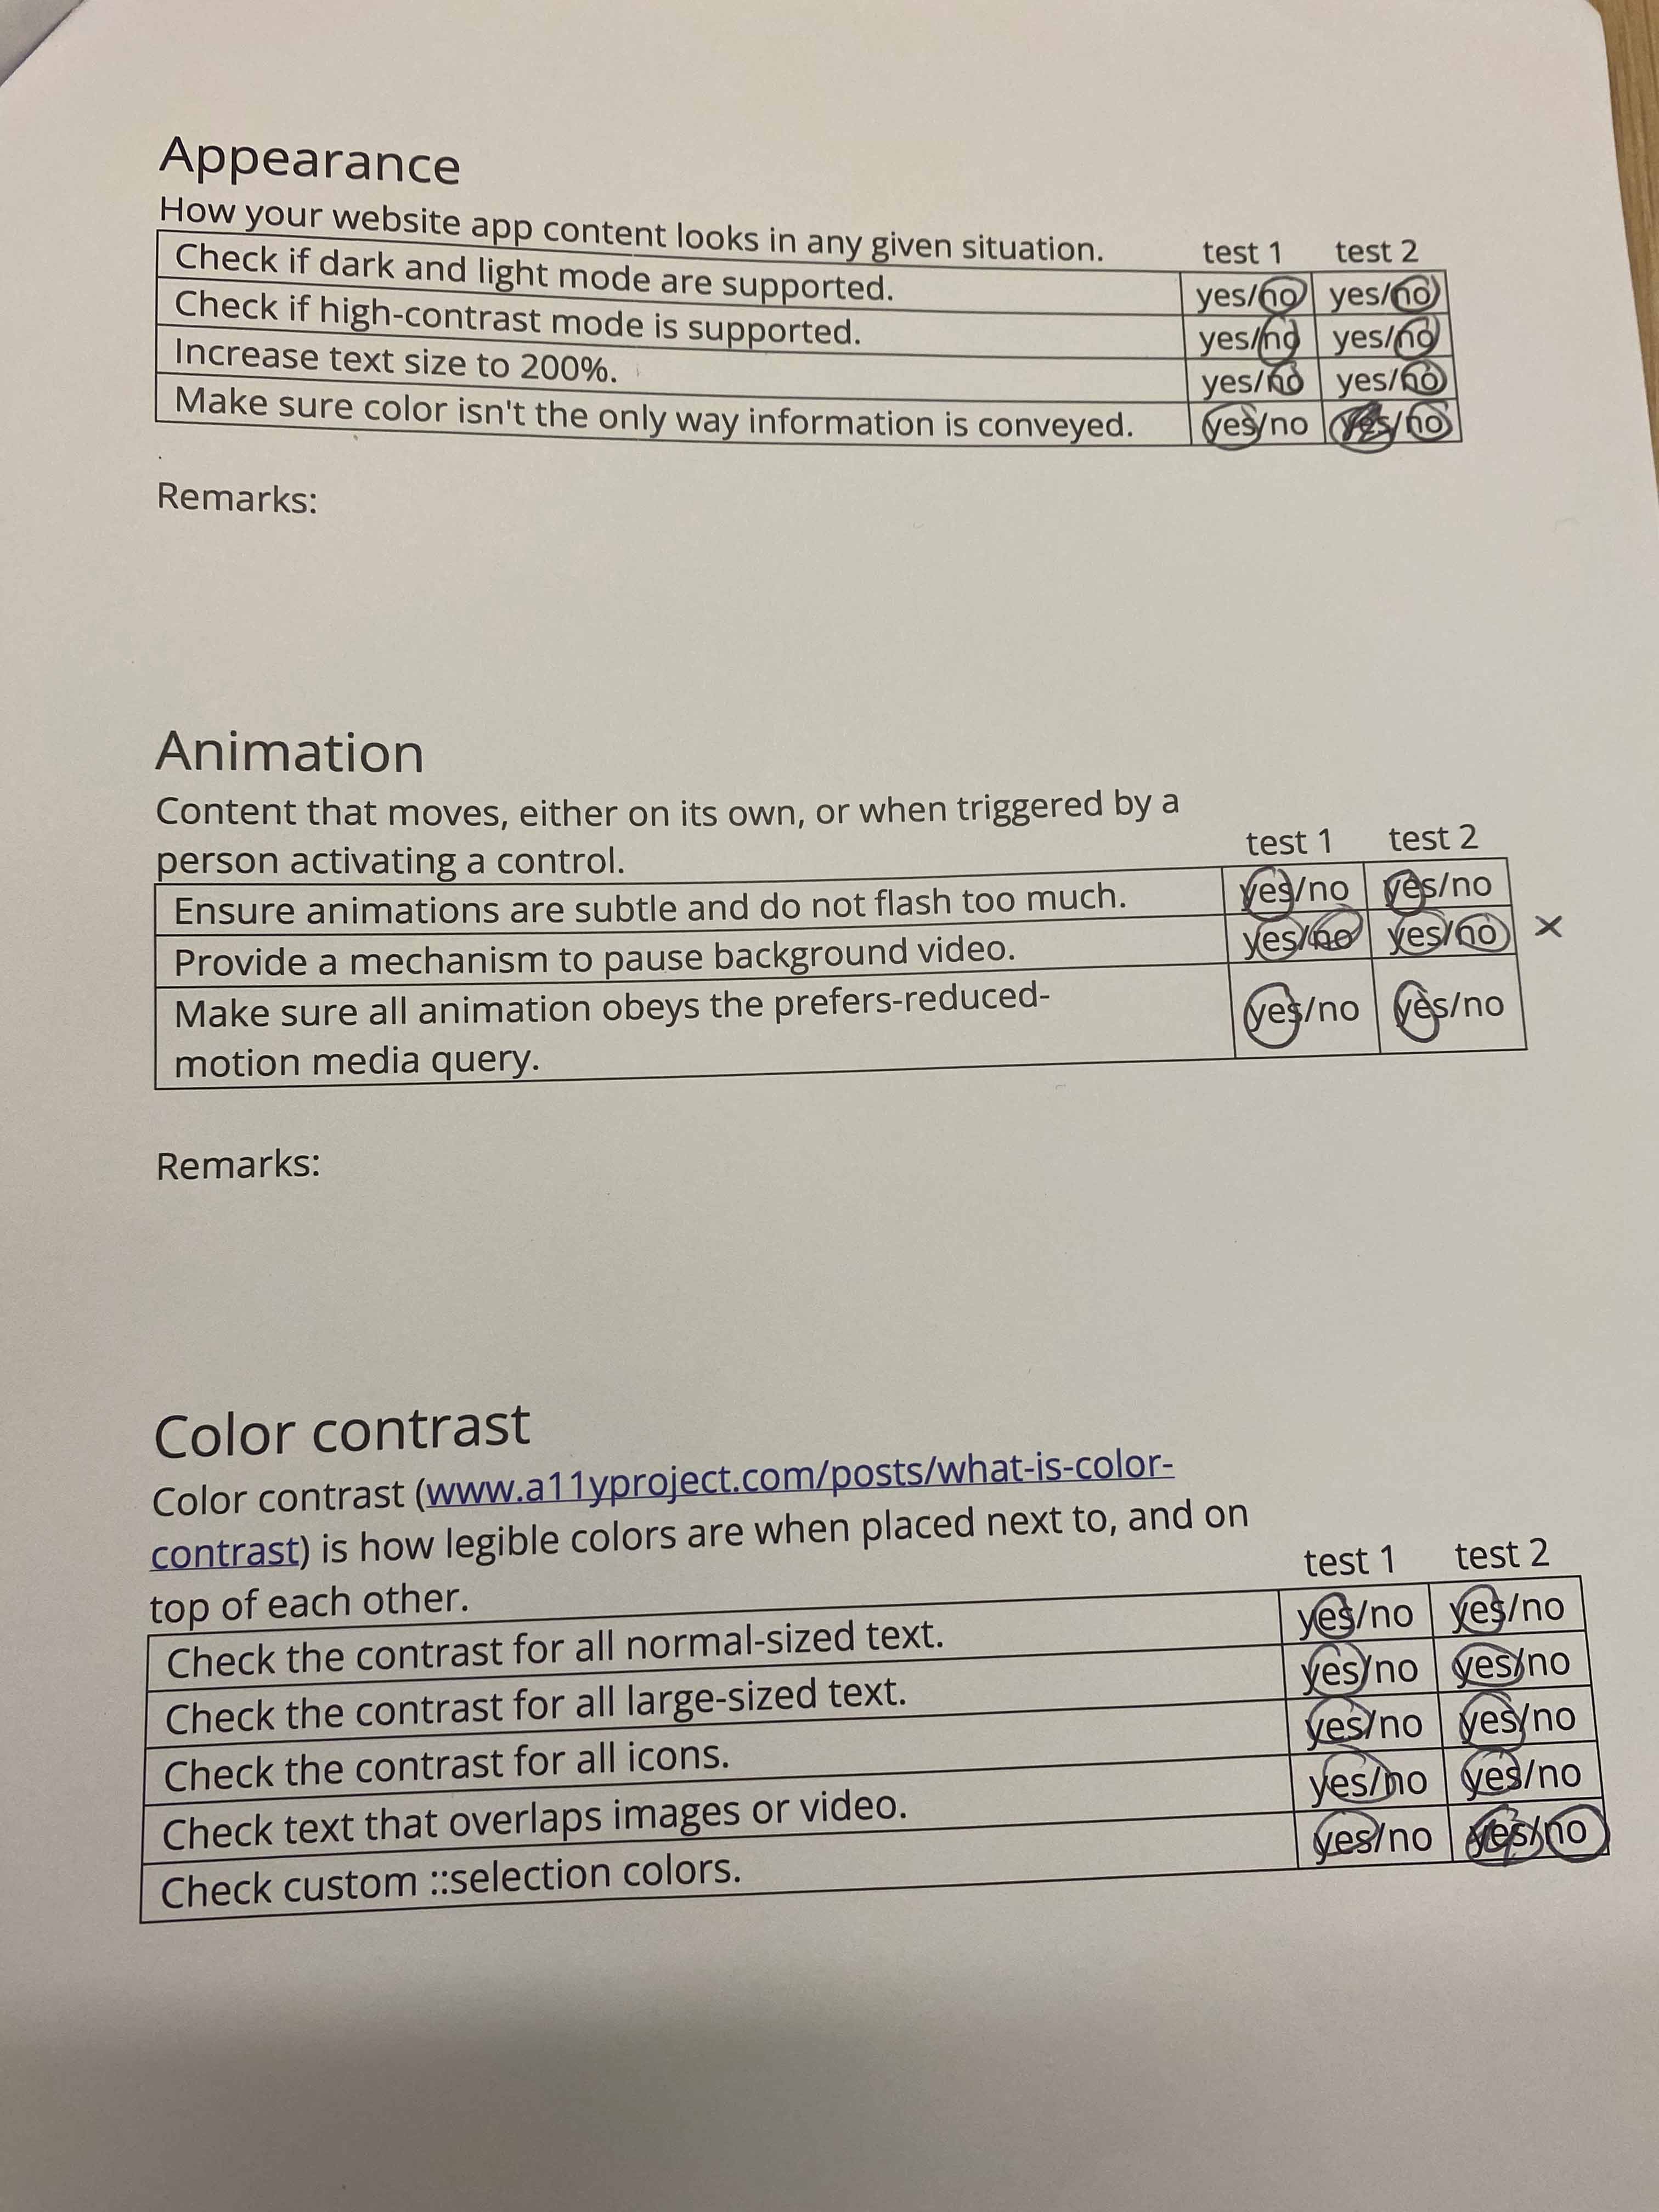 Appearance
How your website app content looks in any given situation. test 1 test 2
Check if dark and light mode are supported. yes/no yes/no
Check if high-contrast mode is supported. yes/no yes/no
Increase text size to 200%. yes/no yes/no
Make sure color isn't the only way information is conveyed. yes/no yes/no
Remarks:
Animation
Content that moves, either on its own, or when triggered by a
person activating a control. test 1 test 2
Ensure animations are subtle and do not flash too much. yes/no yes/no
Provide a mechanism to pause background video. yes/no yes/no x
Make sure all animation obeys the prefers-reduced- yes/no yes/no
motion media query.
Remarks:
Color contrast
Color contrast (www.a11yproject.com/posts/what-is-color-
contrast) is how legible colors are when placed next to, and on
top of each other. test 1 test 2
Check the contrast for all normal-sized text. yes/no yes/no
Check the contrast for all large-sized text. yes/no yes/no
Check the contrast for all icons. yes/no yes/no
Check text that overlaps images or video. yes/no yes/no
Check custom ::selection colors. yes/no yes/no